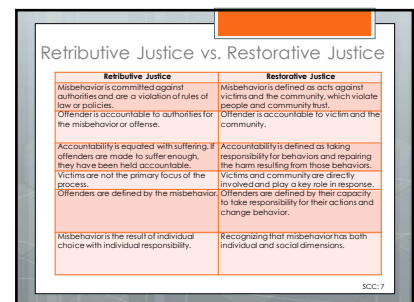 Retributive Justice vs. Restorative Justice
Retributive Justice
Restorative Justice
Misbehavior is committed against
authorities and are a violation of rules of
law or policies.
Misbehavior is defined as acts against
victims and the community, which violate
people and community trust.
Offender is accountable to authorities for
the misbehavior or offense.
Offender is accountable to victim and the
community.
Accountability is equated with suffering. If
offenders are made to suffer enough,
they have been held accountable.
Accountability is defined as taking
responsibility for behaviors and repairing
the harm resulting from those behaviors.
Victims are not the primary focus of the
process.
Victims and community are directly
involved and play a key role in response.
Offenders are defined by the misbehavior.
Offenders are defined by their capacity
to take responsibility for their actions and
change behavior.
Misbehavior is the result of individual
choice with individual responsibility.
Recognizing that misbehavior has both
individual and social dimensions.
SCC: 7